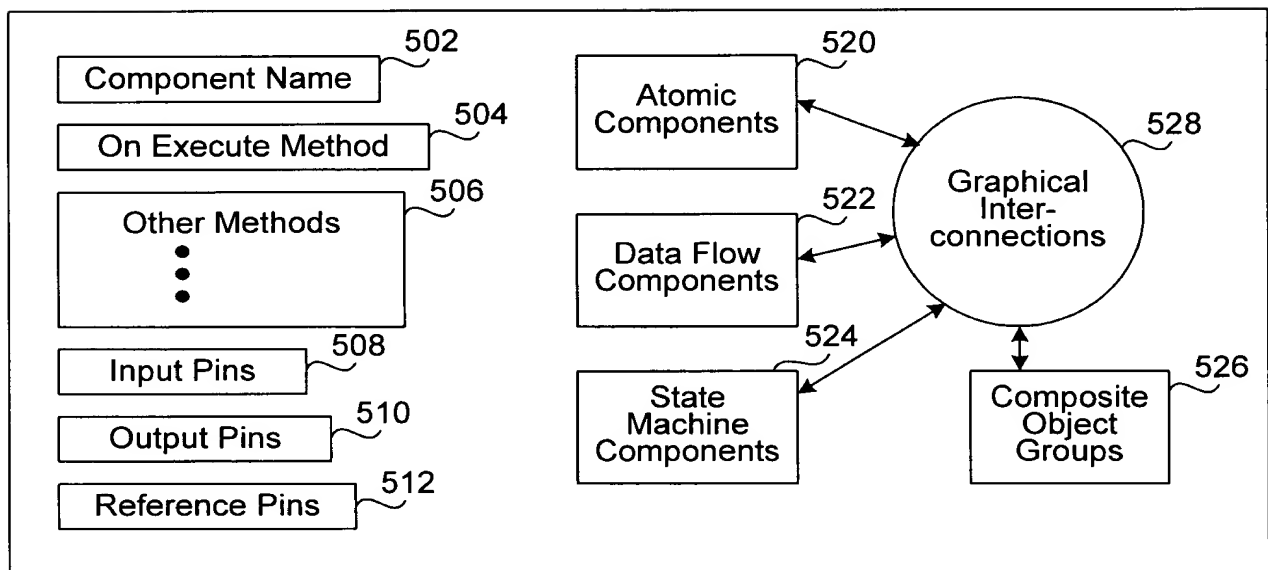 502
Component Name
504
On Execute Method
506
Other Methods
508
Input Pins
510
Output Pins
512
Reference Pins
520
Atomic
Components
522
Data Flow
Components
524
State
Machine
Components
528
Graphical
Inter-
connections
526
Composite
Object
Groups